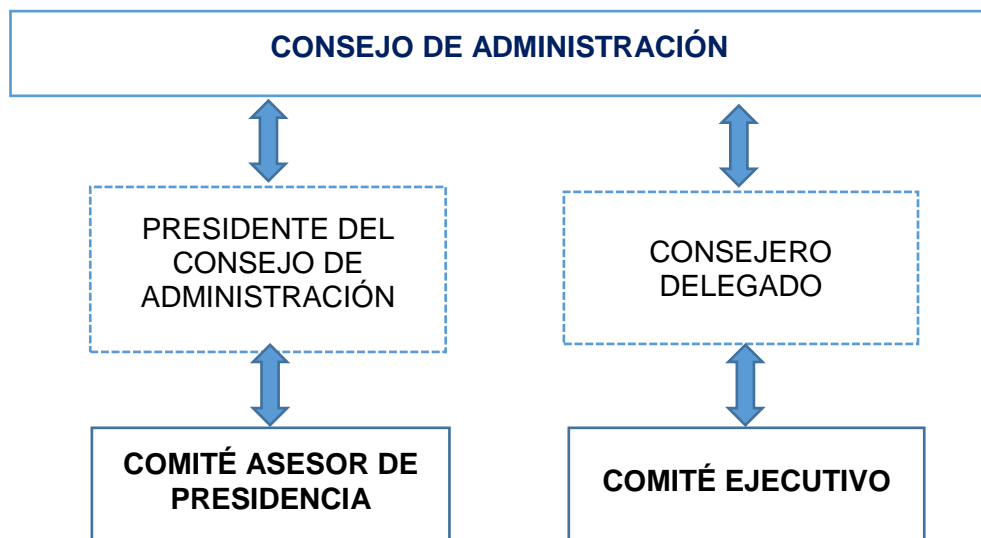 CONSEJO DE ADMINISTRACIÓN
PRESIDENTE DEL
CONSEJO DE
ADMINISTRACIÓN
CONSEJERO
DELEGADO
COMITÉ ASESOR DE
PRESIDENCIA
COMITÉ EJECUTIVO